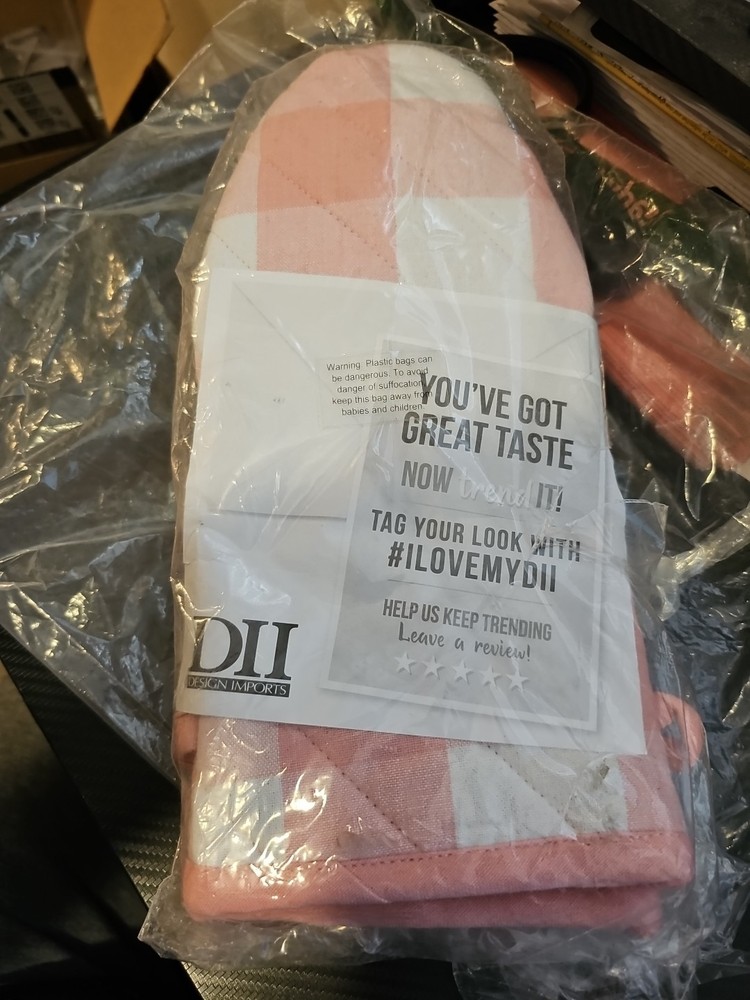 Warning: Plastic bags can
be dangerous. To avoid
danger of suffocation
keep this bag away from
babies and children.
YOU'VE GOT
GREAT TASTE
NOW trend IT!
TAG YOUR LOOK WITH
#ILOVEMYDII
HELP US KEEP TRENDING
Leave a review!
DII
DESIGN IMPORTS